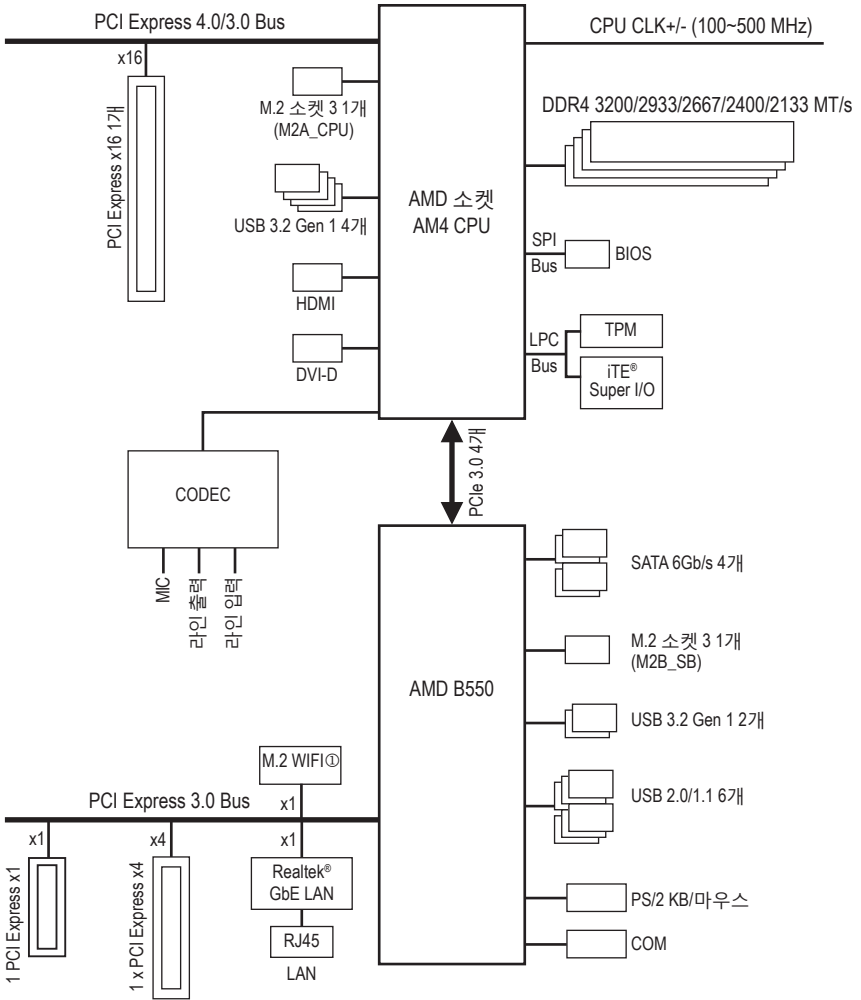 PCI Express 4.0/3.0 Bus
CPU CLK+/- (100~500 MHz)
x16
PCI Express x16 1개
M.2 소켓 3 1개
(M2A_CPU)
USB 3.2 Gen 1 4개
HDMI
DVI-D
AMD 소켓
AM4 CPU
DDR4 3200/2933/2667/2400/2133 MT/s
SPI
Bus
BIOS
LPC
Bus
TPM
iTE®
Super I/O
PCIe 3.0 4개
CODEC
MIC
라인 출력
라인 입력
AMD B550
SATA 6Gb/s 4개
M.2 소켓 3 1개
(M2B_SB)
USB 3.2 Gen 1 2개
USB 2.0/1.1 6개
PS/2 KB/마우스
COM
M.2 WIFI①
x1
PCI Express 3.0 Bus
x1
x4
x1
1 PCI Express x1
1 x PCI Express x4
Realtek®
GbE LAN
RJ45
LAN